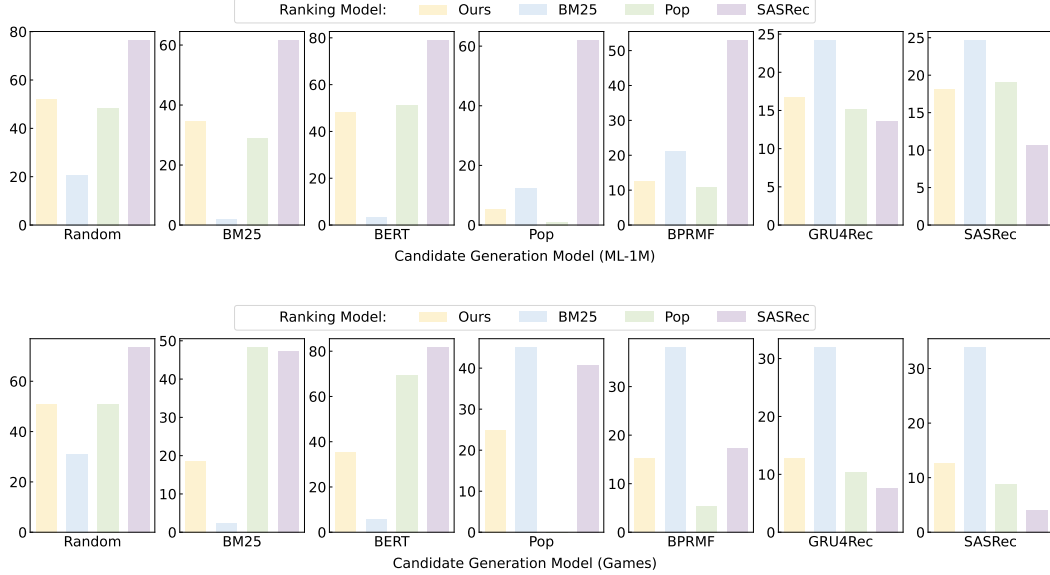 Ranking Model: Ours BM25 Pop SASRec
80 60 40 20 0 Random
60 40 20 0 BM25
80 60 40 20 0 BERT
60 40 20 0 Pop
50 40 30 20 10 0 BPRMF
25 20 15 10 5 0 GRU4Rec
25 20 15 10 5 0 SASRec
Candidate Generation Model (ML-1M)
Ranking Model: Ours BM25 Pop SASRec
60 40 20 0 Random
50 40 30 20 10 0 BM25
80 60 40 20 0 BERT
40 30 20 10 0 Pop
30 20 10 0 BPRMF
30 20 10 0 GRU4Rec
30 20 10 0 SASRec
Candidate Generation Model (Games)